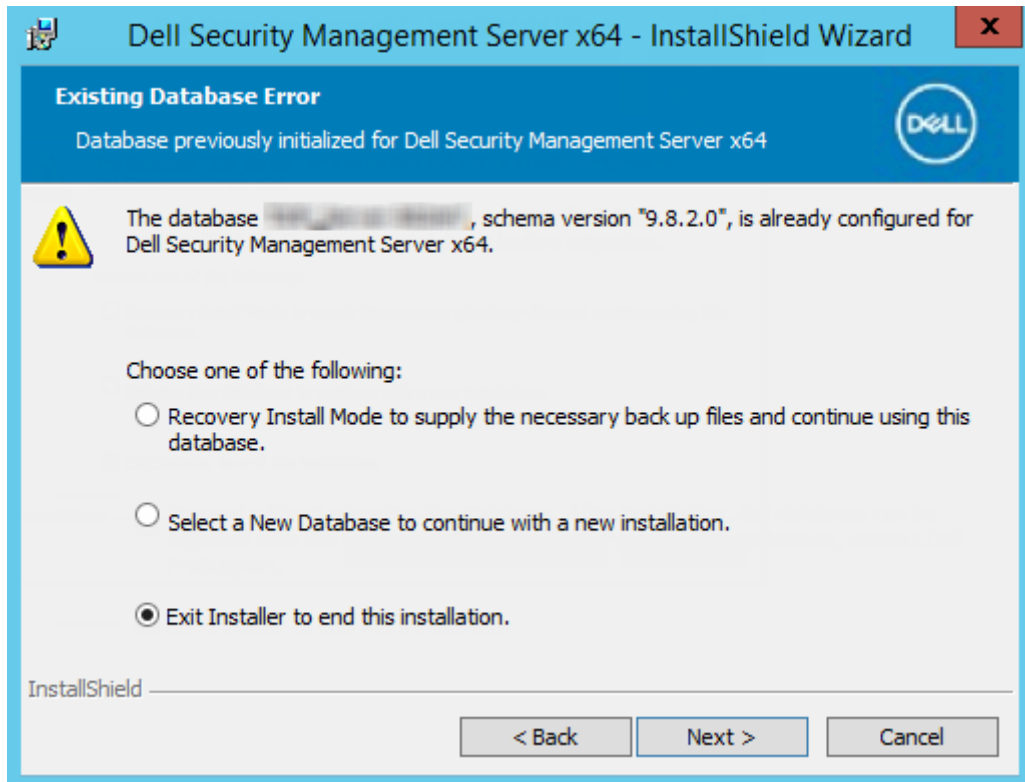 Dell Security Management Server x64 - InstallShield Wizard
x
Existing Database Error
Database previously initialized for Dell Security Management Server x64
DELL
The database , schema version "9.8.2.0", is already configured for
Dell Security Management Server x64.
Choose one of the following:
Recovery Install Mode to supply the necessary back up files and continue using this
database.
Select a New Database to continue with a new installation.
Exit Installer to end this installation.
InstallShield
< Back
Next >
Cancel